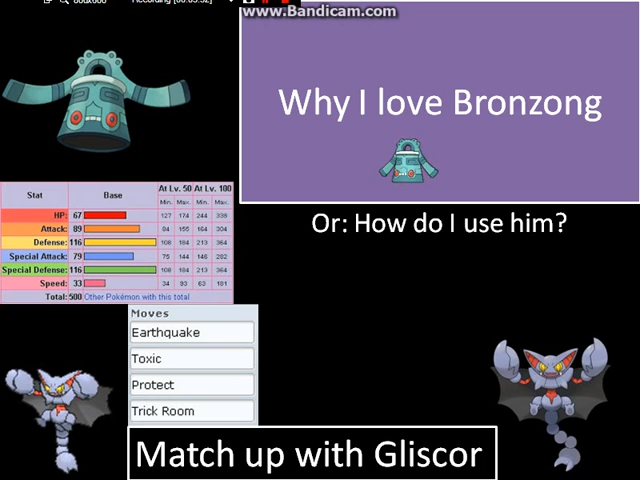 Recording [00:05:52]
www.Bandicam.com
Why I love Bronzong
Or: How do I use him?
Stat Base At Lv. 50 At Lv. 100
Min. Max. Min. Max.
HP: 67 127 174 244 338
Attack: 89 84 155 164 304
Defense: 116 108 184 213 364
Special Attack: 79 75 144 146 282
Special Defense: 116 108 184 213 364
Speed: 33 34 93 63 181
Total: 500 Other Pokémon with this total
Moves
Earthquake
Toxic
Protect
Trick Room
Match up with Gliscor